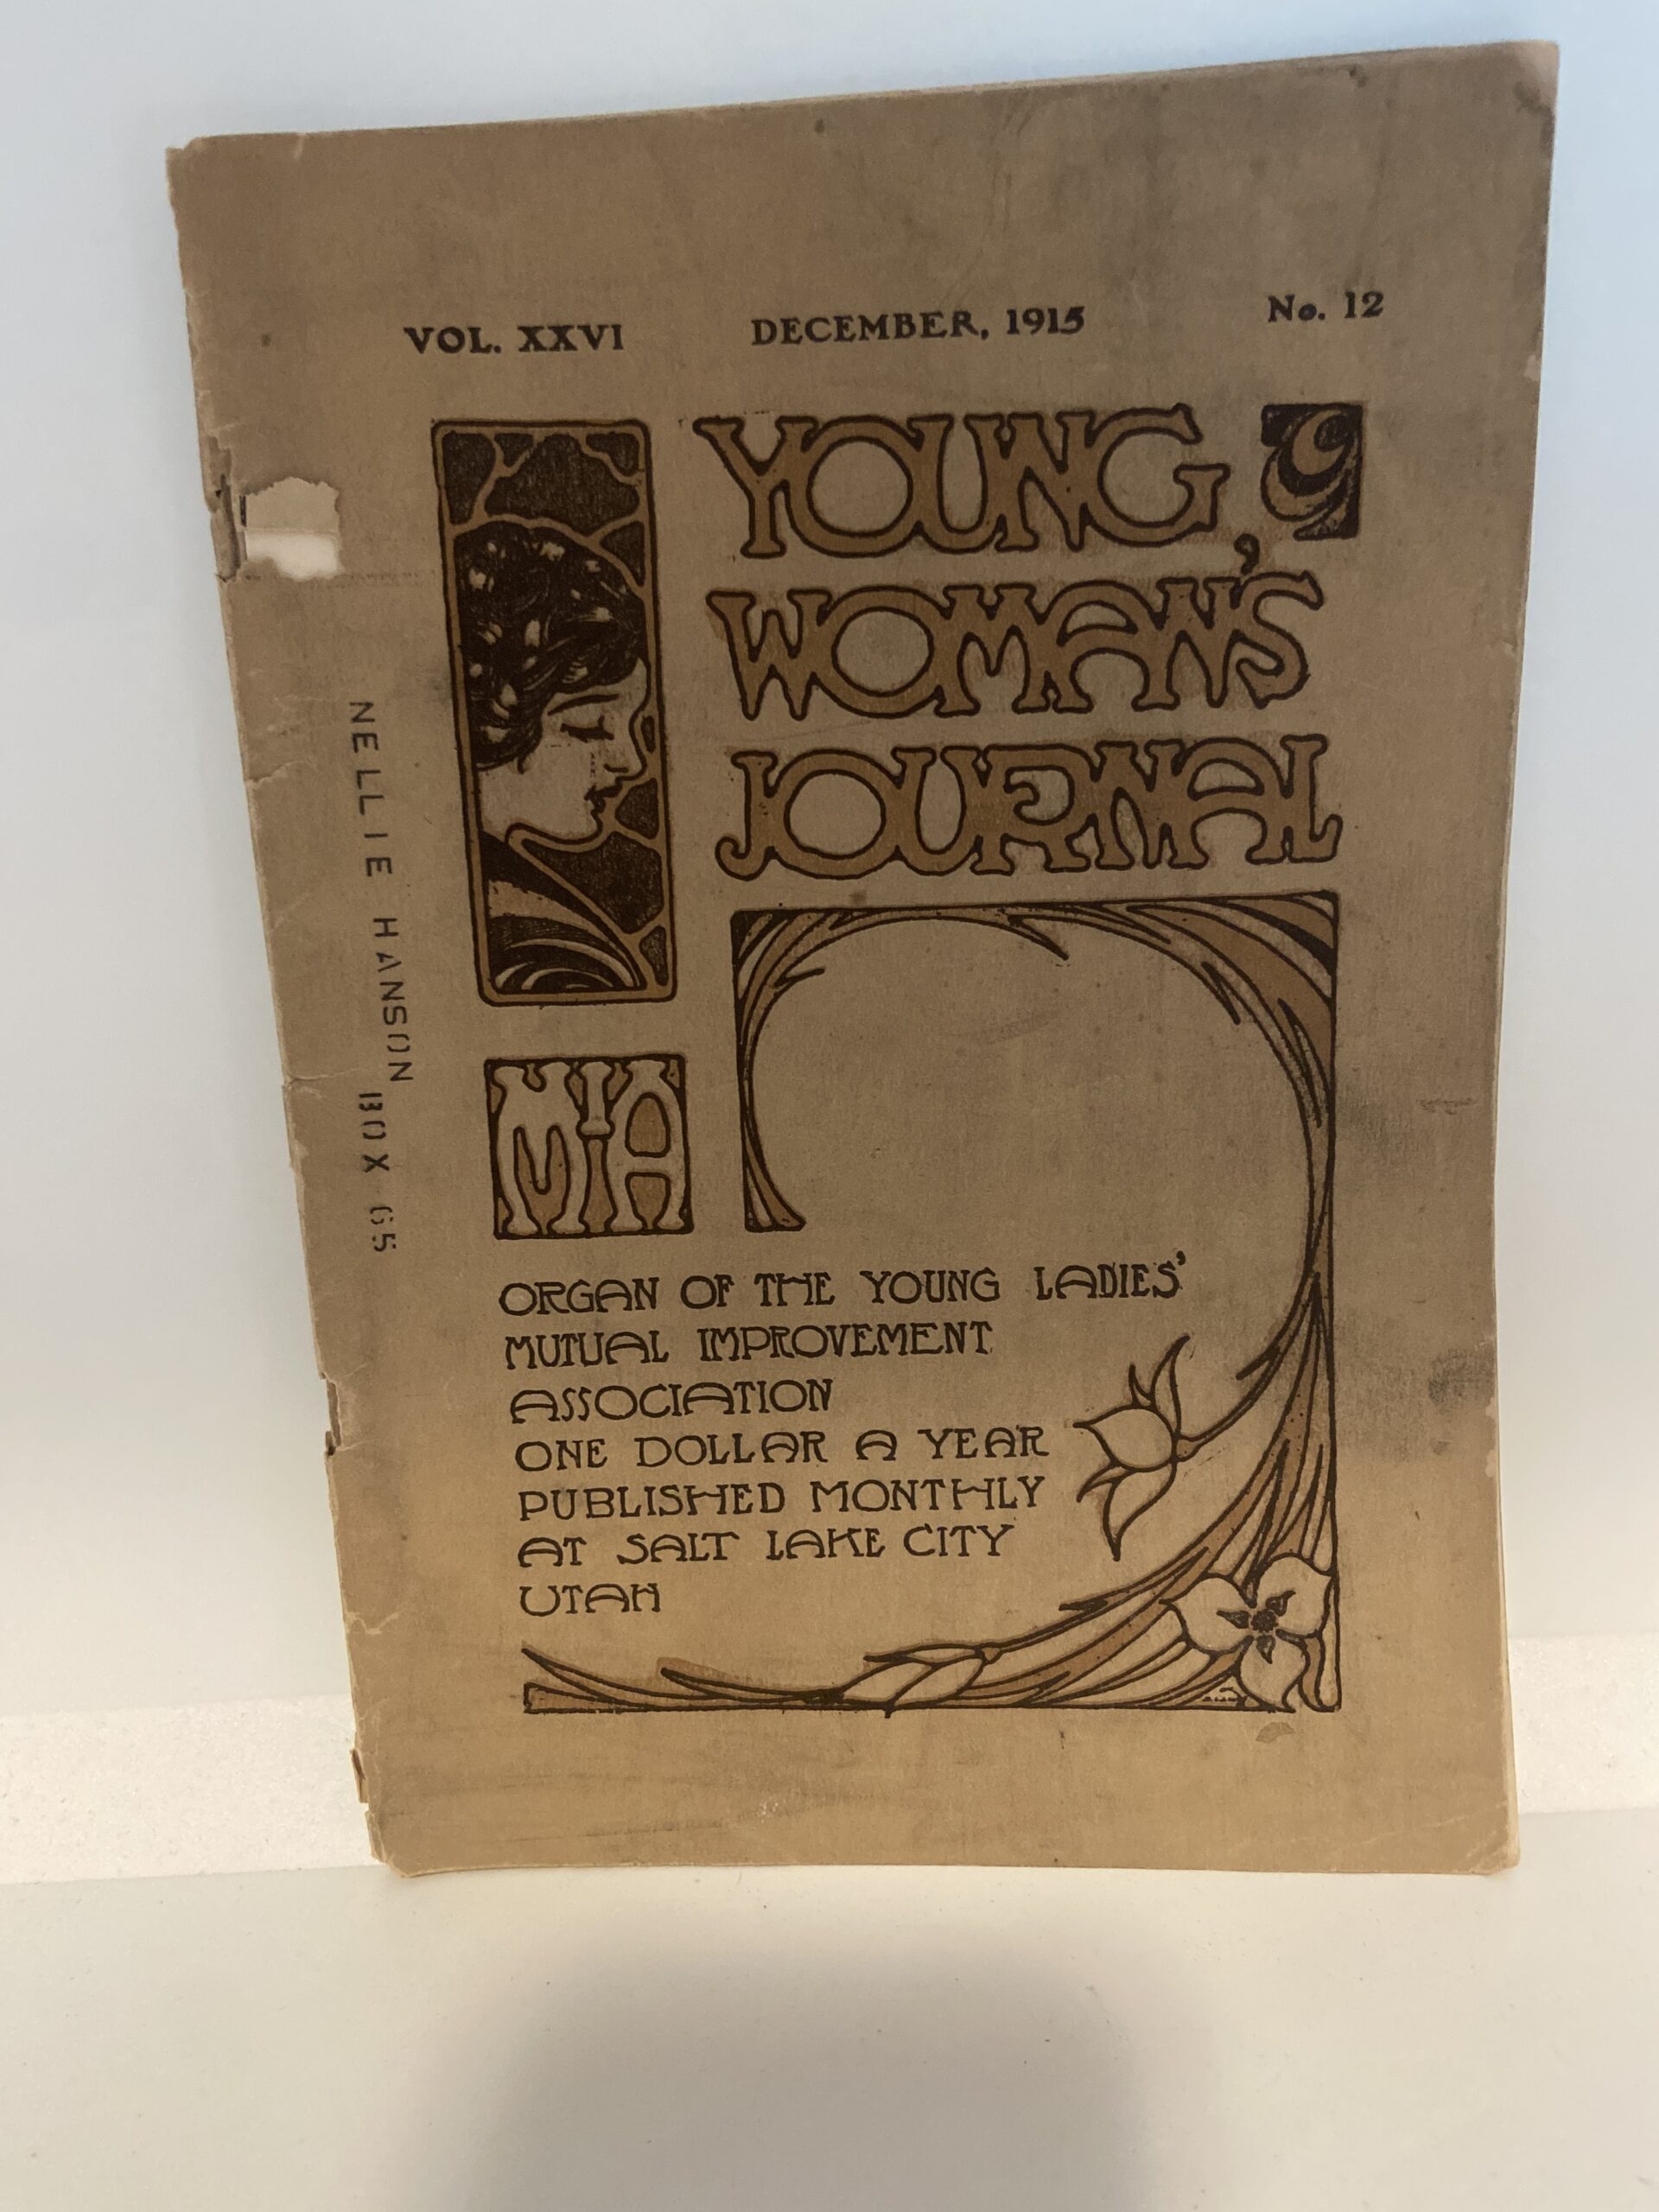 VOL. XXVI DECEMBER, 1915 No. 12
YOUNG
WOMAN'S
JOURNAL
NELLIE HANSON
BOX 65
MIA
ORGAN OF THE YOUNG LADIES'
MUTUAL IMPROVEMENT
ASSOCIATION
ONE DOLLAR A YEAR
PUBLISHED MONTHLY
AT SALT LAKE CITY
UTAH